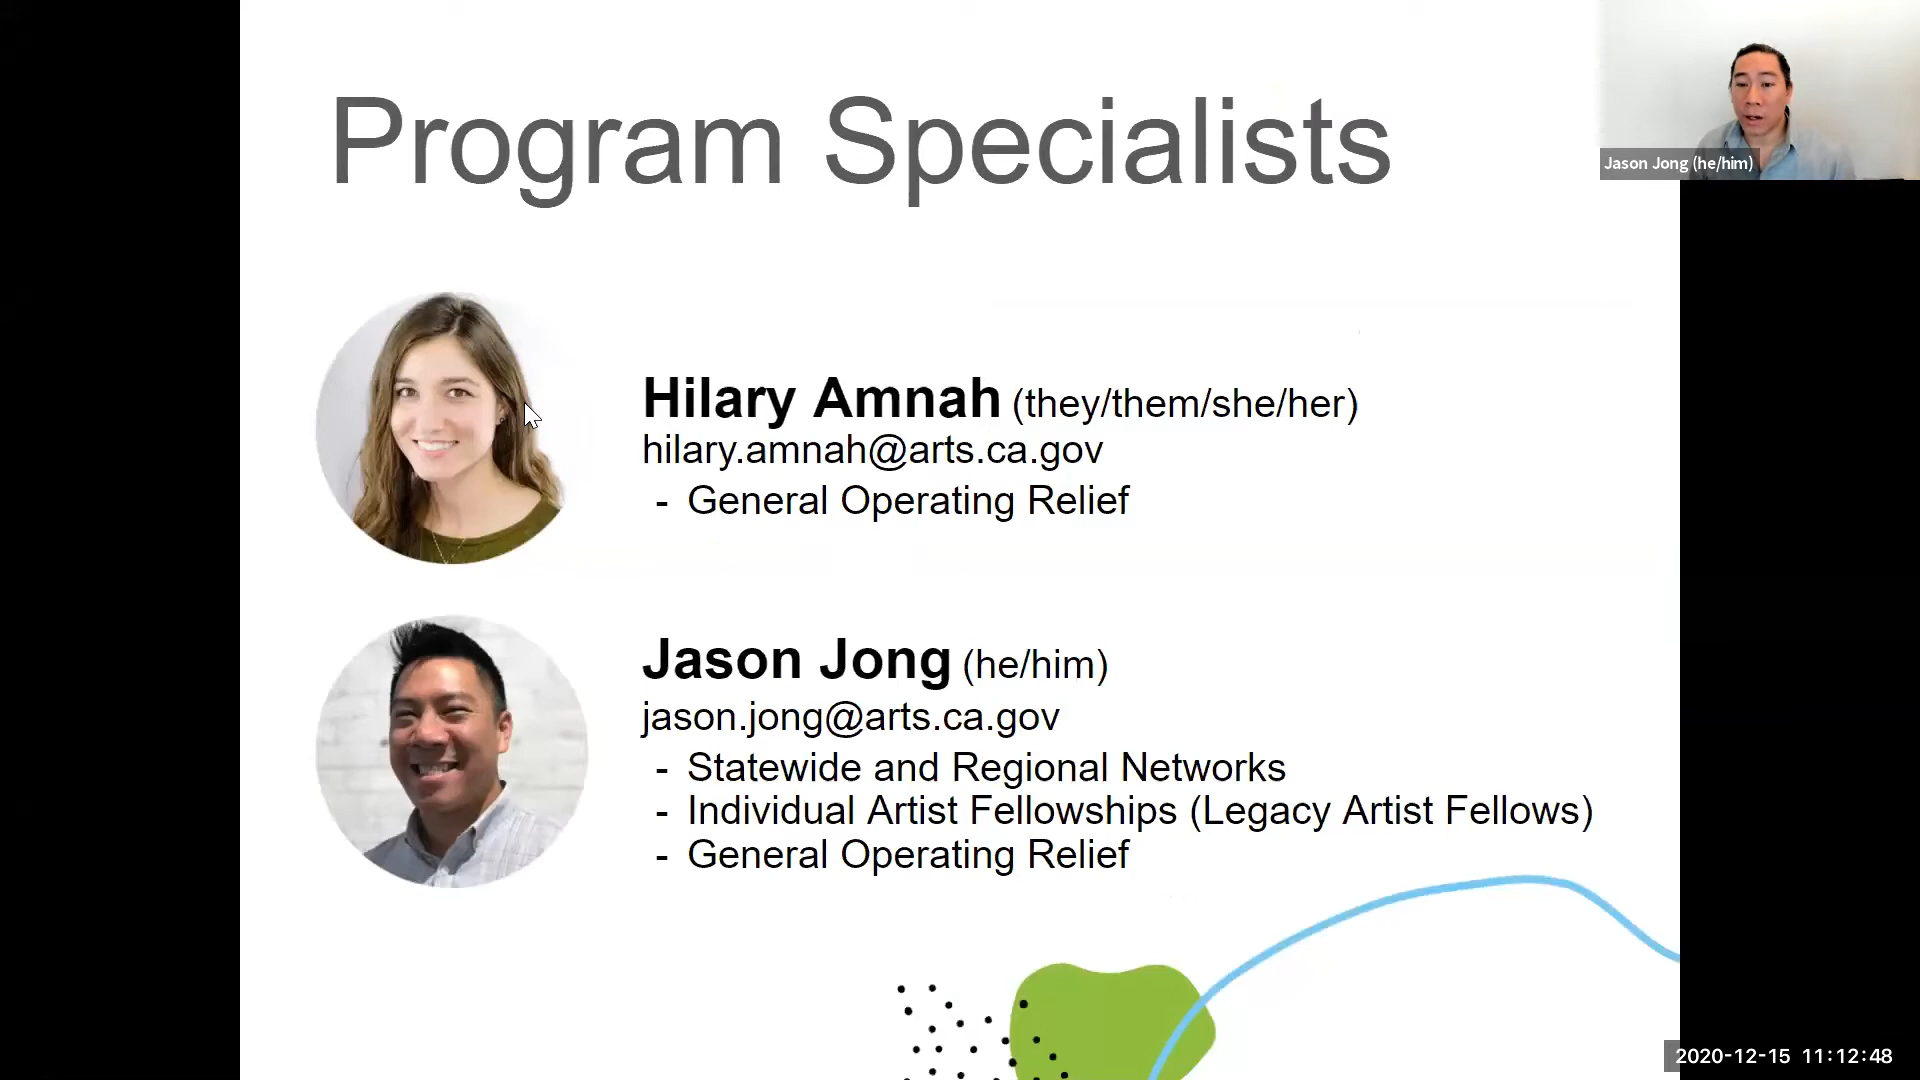 Program Specialists
Jason Jong (he/him)
Hilary Amnah (they/them/she/her)
hilary.amnah@arts.ca.gov
- General Operating Relief
Jason Jong (he/him)
jason.jong@arts.ca.gov
- Statewide and Regional Networks
- Individual Artist Fellowships (Legacy Artist Fellows)
- General Operating Relief
2020-12-15 11:12:48